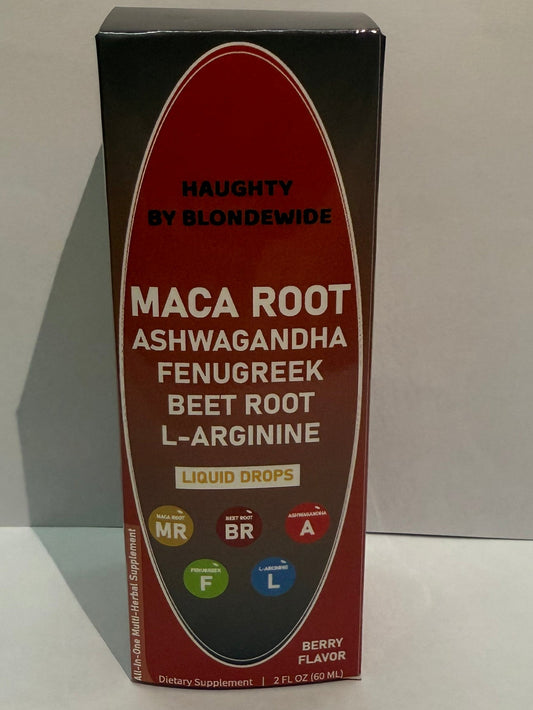 HAUGHTY
BY BLONDEWIDE
MACA ROOT
ASHWAGANDHA
FENUGREEK
BEET ROOT
L-ARGININE
LIQUID DROPS
MACA ROOT
MR
BEET ROOT
BR
ASHWAGANDHA
A
FENUGREEK
F
L-ARGININE
L
All-In-One Multi-Herbal Supplement
BERRY
FLAVOR
Dietary Supplement | 2 FL OZ (60 ML)